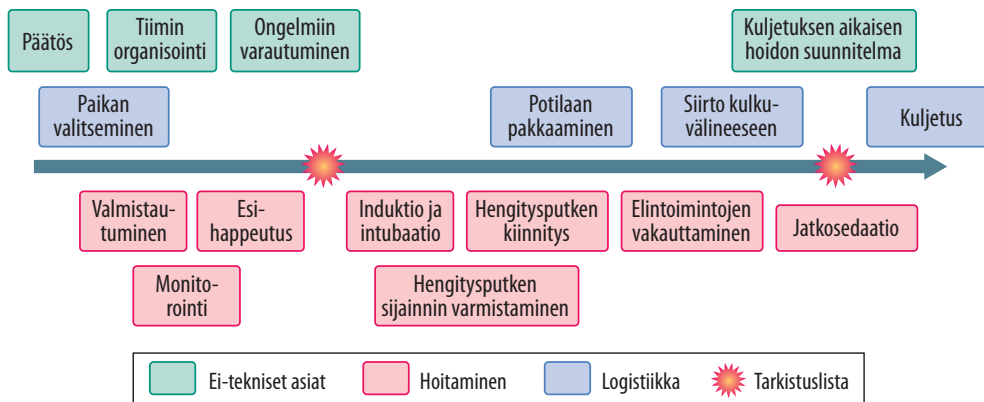 Päätös
Tiimin
organisointi
Ongelmiin
varautuminen
Kuljetuksen aikaisen
hoidon suunnitelma
Paikan
valitseminen
Potilaan
pakkaaminen
Siirto kulku-
välineeseen
Kuljetus
Valmistau-
tuminen
Esi-
happeutus
Induktio ja
intubaatio
Hengitysputken
kiinnitys
Elintoimintojen
vakauttaminen
Jatkosedaatio
Monito-
rointi
Hengitysputken
sijainnin varmistaminen
Ei-tekniset asiat
Hoitaminen
Logistiikka
Tarkistuslista